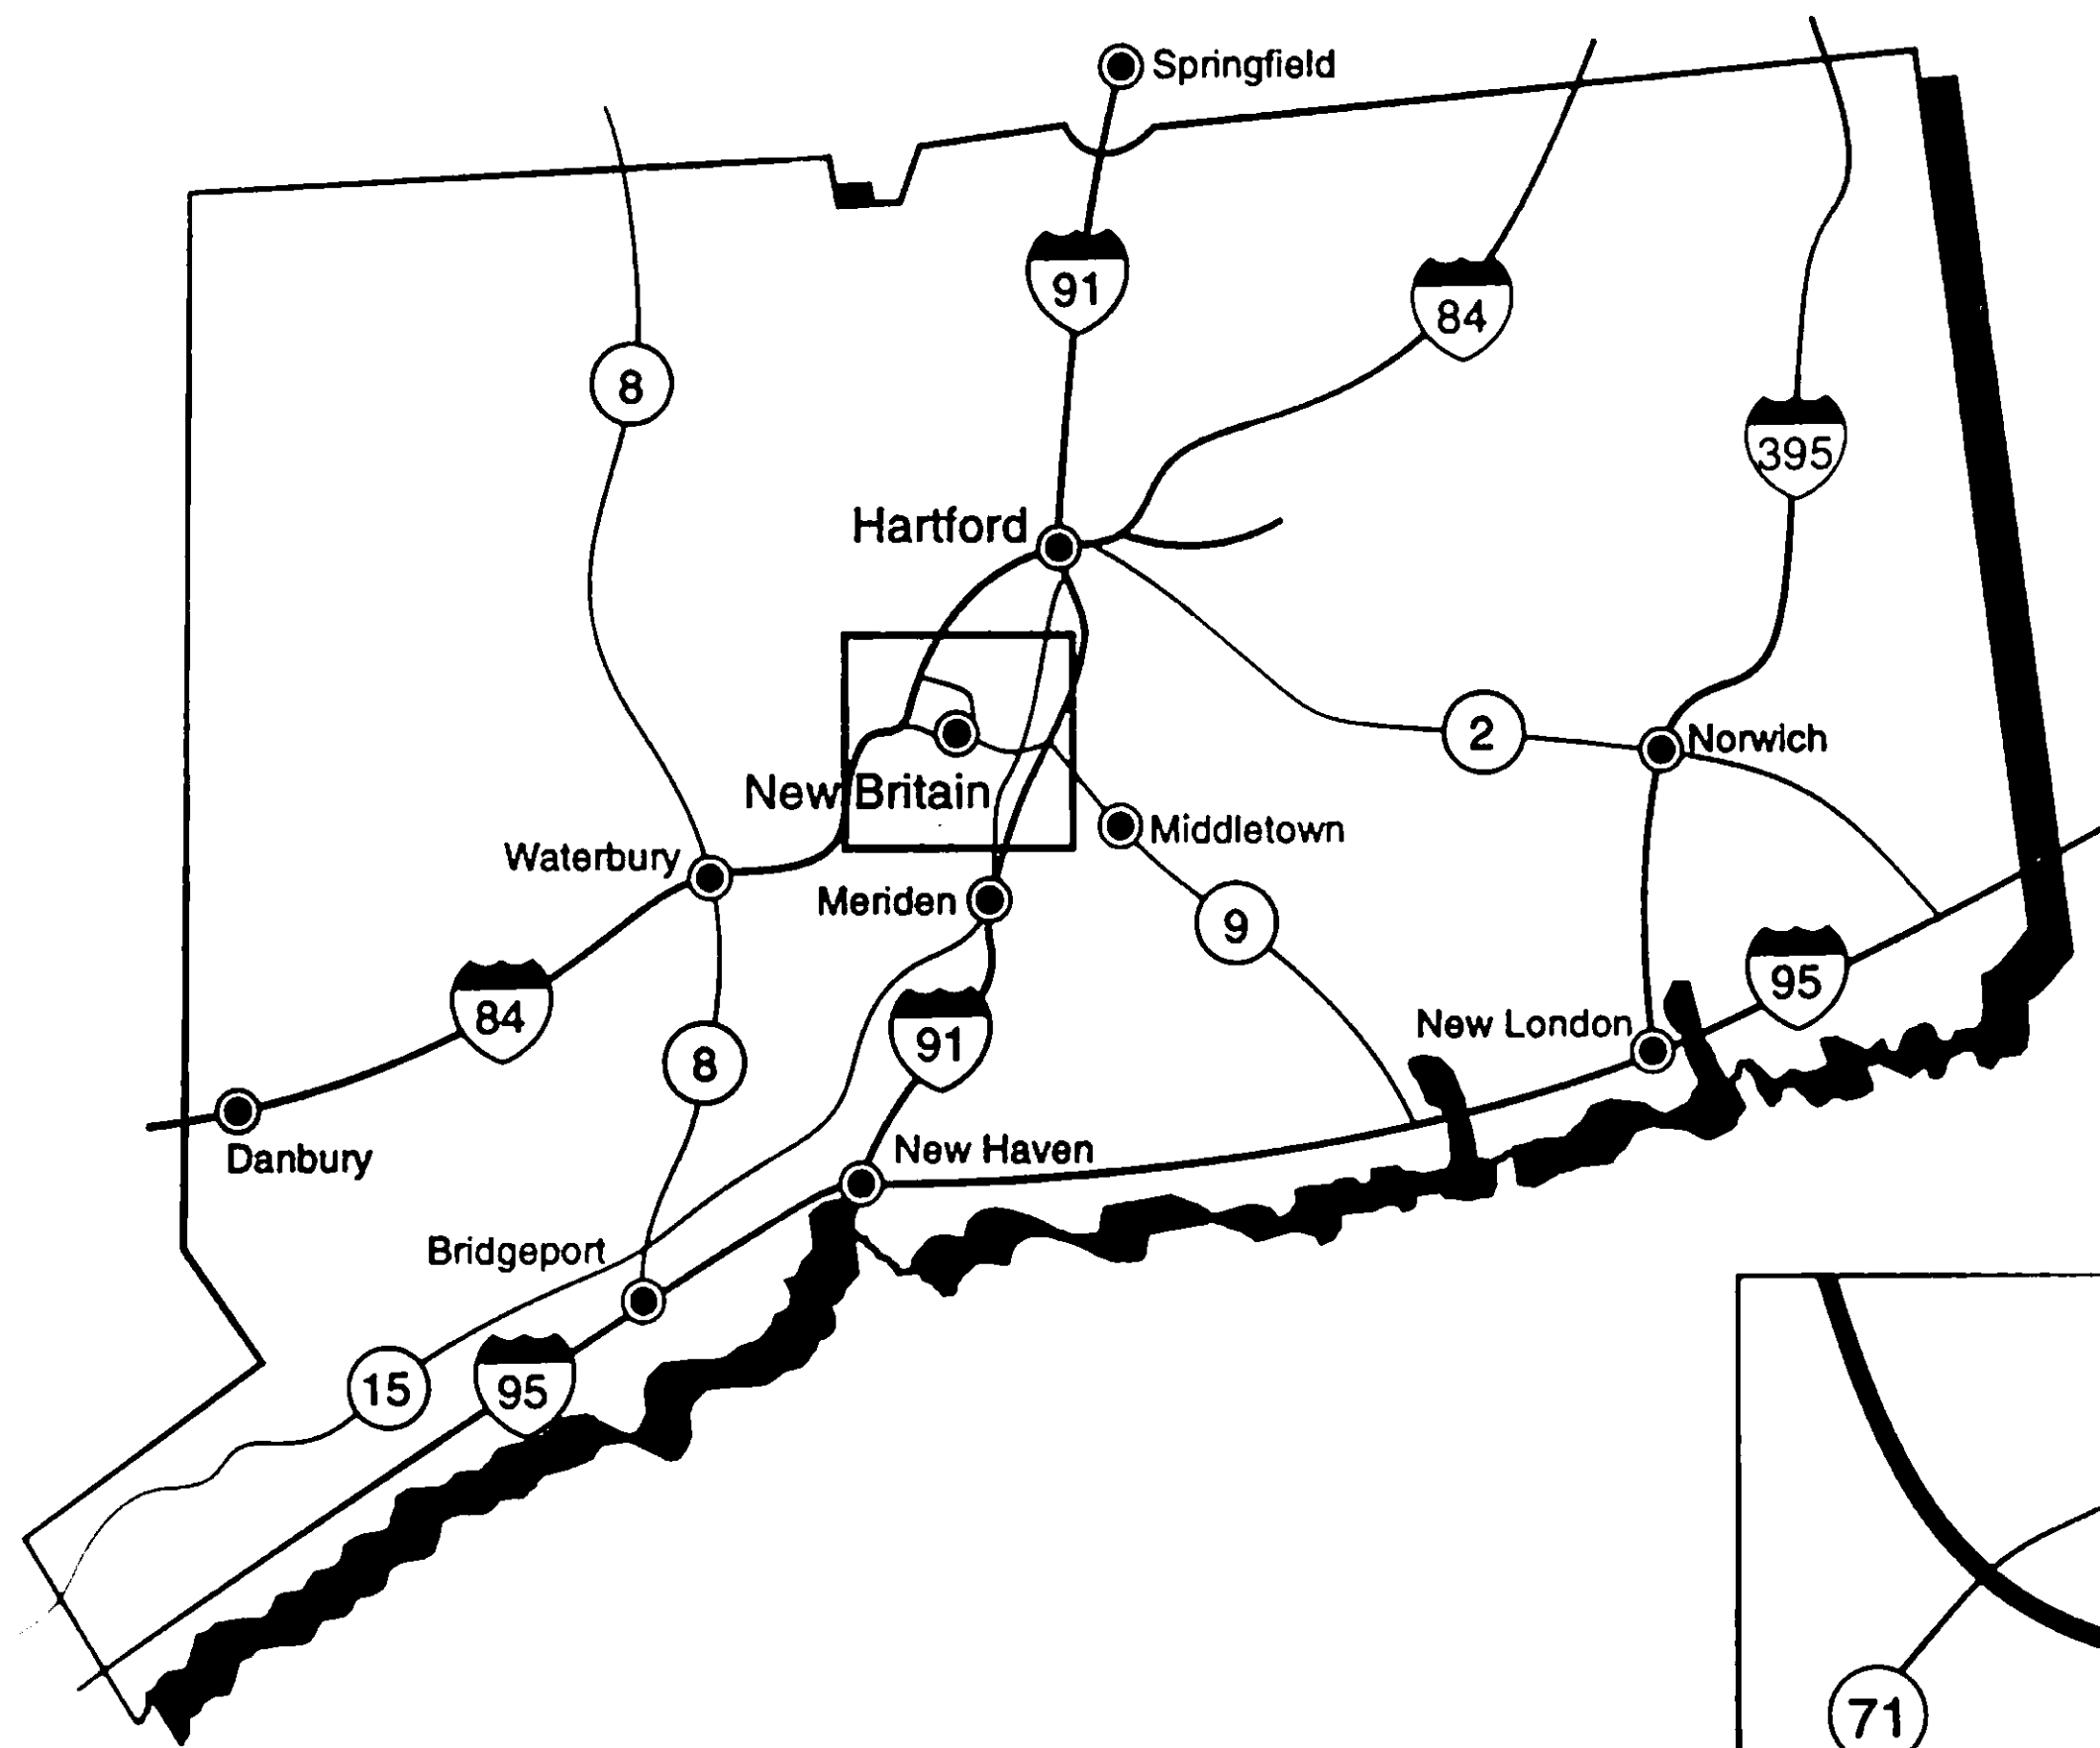 Springfield
91
84
8
395
Hartford
2
Norwich
New Britain
Middletown
Waterbury
Meriden
9
95
84
New London
91
8
New Haven
Danbury
Bridgeport
15
95
71